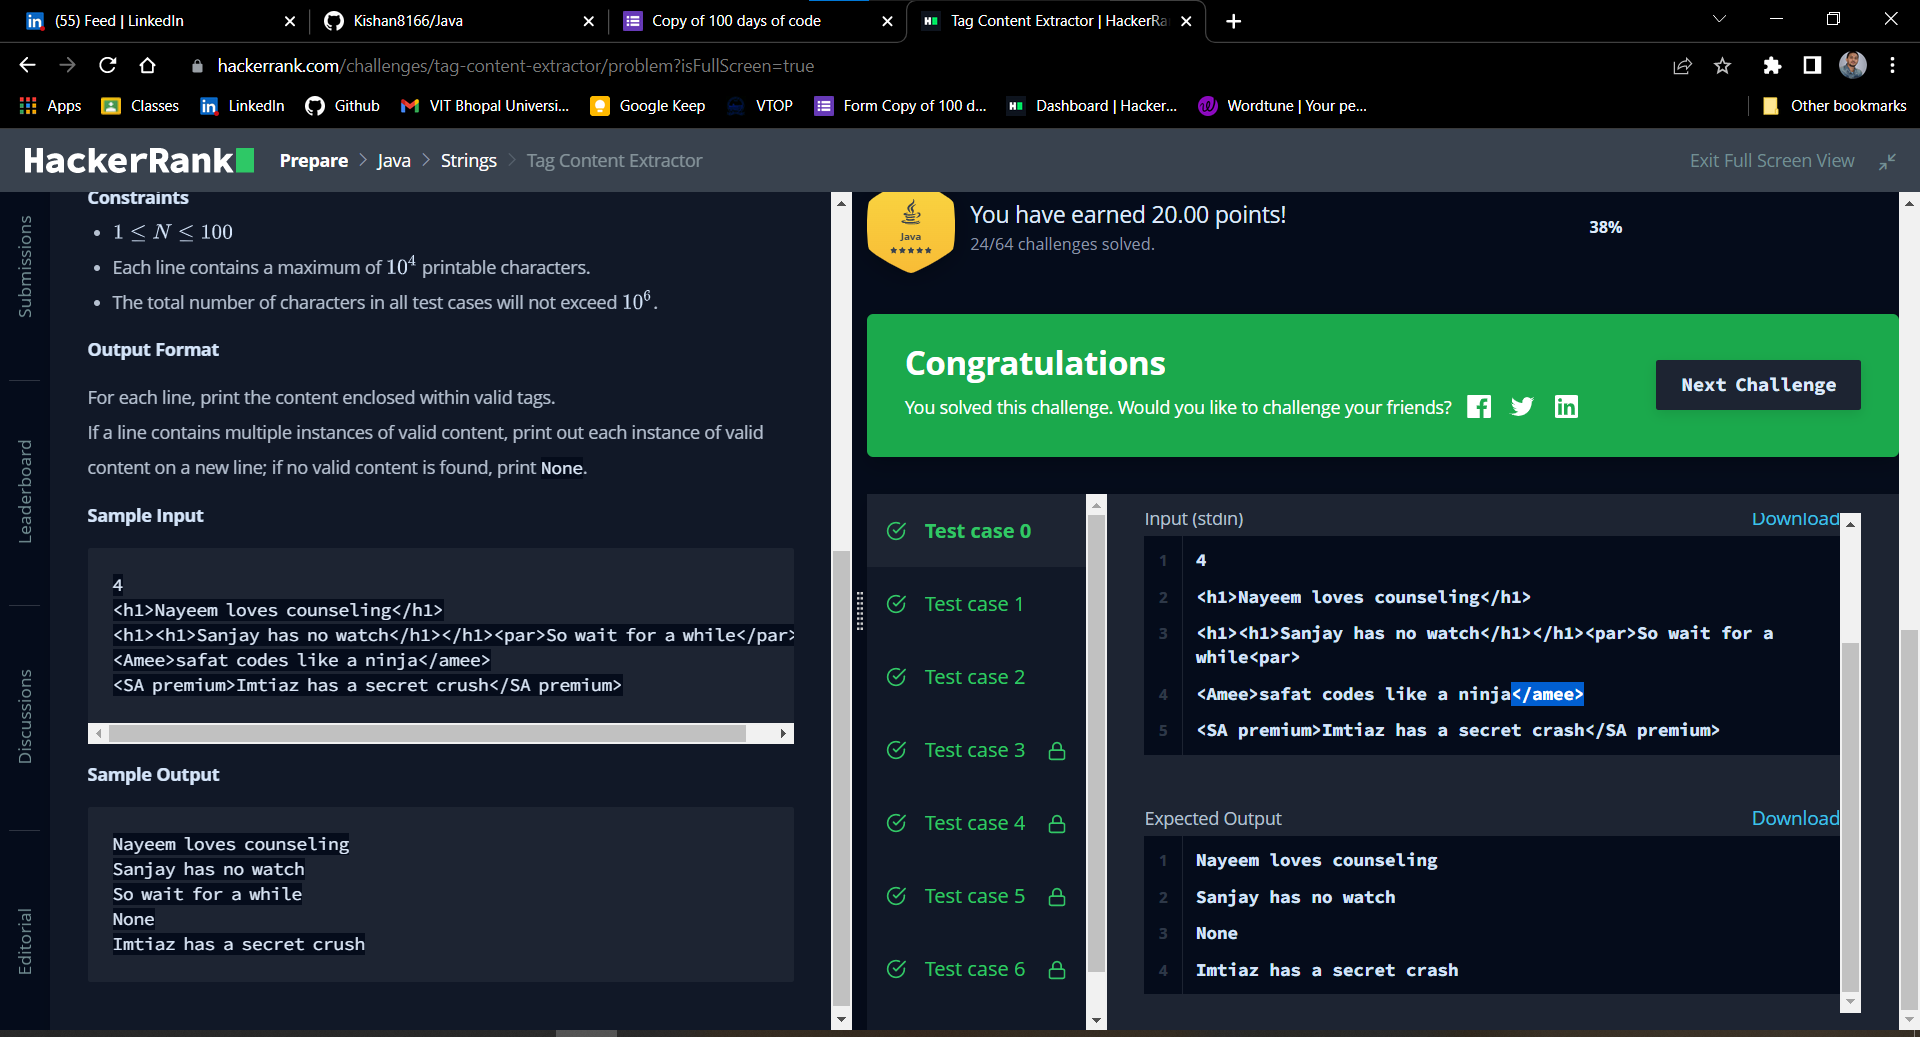 (55) Feed | LinkedIn
Kishan8166/Java
Copy of 100 days of code
Tag Content Extractor | HackerRa
hackerrank.com/challenges/tag-content-extractor/problem?isFullScreen=true
Apps
Classes
LinkedIn
Github
VIT Bhopal Universi...
Google Keep
VTOP
Form Copy of 100 d...
Dashboard | Hacker...
Wordtune | Your pe...
Other bookmarks
HackerRank
Prepare > Java > Strings > Tag Content Extractor
Exit Full Screen View
Submissions
Leaderboard
Discussions
Editorial
Constraints
• 1 ≤ N ≤ 100
• Each line contains a maximum of 10⁴ printable characters.
• The total number of characters in all test cases will not exceed 10⁶.
Output Format
For each line, print the content enclosed within valid tags.
If a line contains multiple instances of valid content, print out each instance of valid
content on a new line; if no valid content is found, print None.
Sample Input
4
<h1>Nayeem loves counseling</h1>
<h1><h1>Sanjay has no watch</h1></h1><par>So wait for a while</par>
<Amee>safat codes like a ninja</amee>
<SA premium>Imtiaz has a secret crush</SA premium>
Sample Output
Nayeem loves counseling
Sanjay has no watch
So wait for a while
None
Imtiaz has a secret crush
Java
You have earned 20.00 points!
24/64 challenges solved.
38%
Congratulations
You solved this challenge. Would you like to challenge your friends?
Next Challenge
Test case 0
Test case 1
Test case 2
Test case 3
Test case 4
Test case 5
Test case 6
Input (stdin)
Download
1 4
2 <h1>Nayeem loves counseling</h1>
3 <h1><h1>Sanjay has no watch</h1></h1><par>So wait for a
while<par>
4 <Amee>safat codes like a ninja</amee>
5 <SA premium>Imtiaz has a secret crash</SA premium>
Expected Output
Download
1 Nayeem loves counseling
2 Sanjay has no watch
3 None
4 Imtiaz has a secret crash